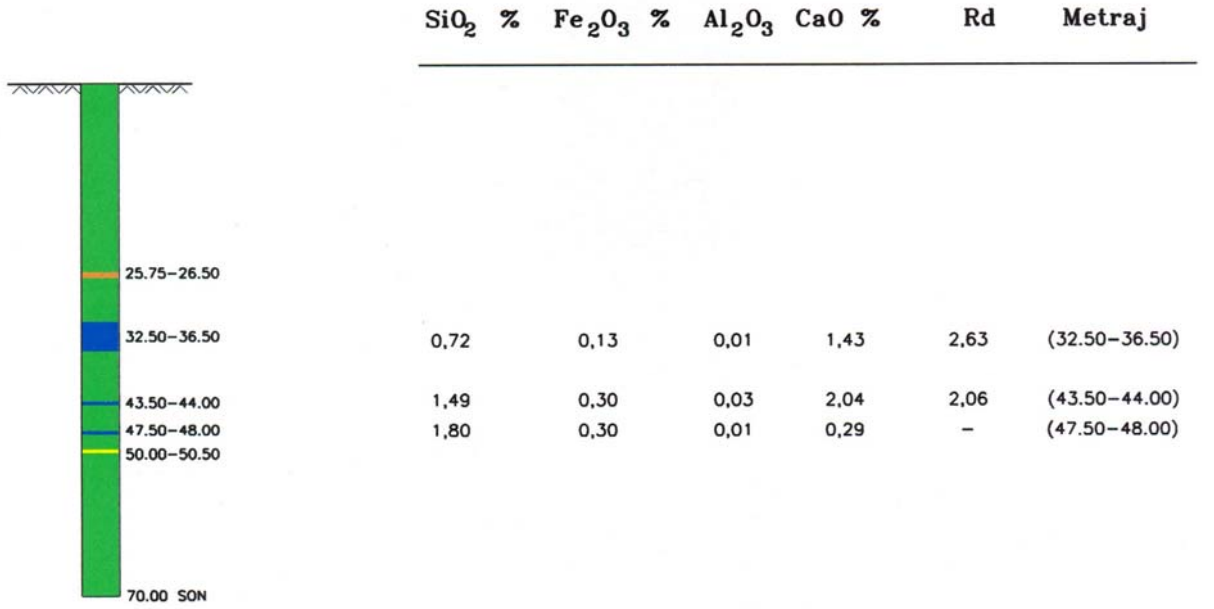 SiO₂ % Fe₂O₃ % Al₂O₃ CaO % Rd Metraj
25.75-26.50
32.50-36.50 0,72 0,13 0,01 1,43 2,63 (32.50-36.50)
43.50-44.00 1,49 0,30 0,03 2,04 2,06 (43.50-44.00)
47.50-48.00 1,80 0,30 0,01 0,29 - (47.50-48.00)
50.00-50.50
70.00 SON